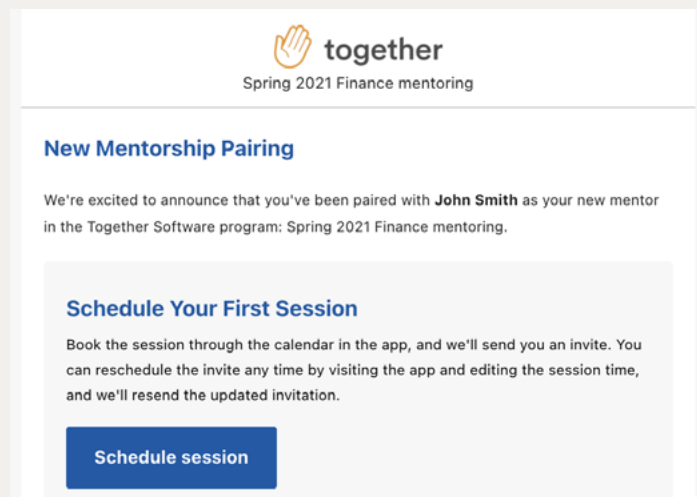 together
Spring 2021 Finance mentoring
New Mentorship Pairing
We're excited to announce that you've been paired with John Smith as your new mentor
in the Together Software program: Spring 2021 Finance mentoring.
Schedule Your First Session
Book the session through the calendar in the app, and we'll send you an invite. You
can reschedule the invite any time by visiting the app and editing the session time,
and we'll resend the updated invitation.
Schedule session